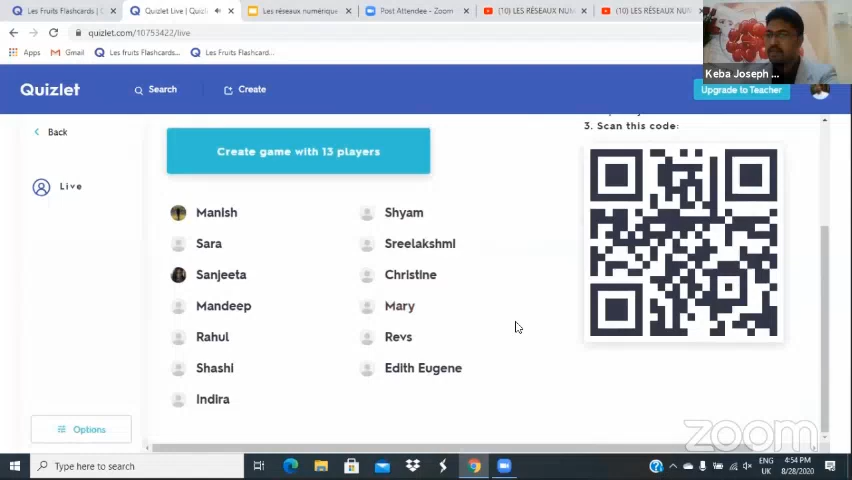 Les Fruits Flashcards |
Quizlet Live | Quizl
Les réseaux numérique
Post Attendee - Zoom
(10) LES RÉSEAUX NUM
(10) LES RÉSEAUX NUM
quizlet.com/10753422/live
Apps
Gmail
Les fruits Flashcards...
Les Fruits Flashcard...
Keba Joseph ...
Quizlet
Search
Create
Upgrade to Teacher
Back
Live
Create game with 13 players
3. Scan this code:
Manish
Shyam
Sara
Sreelakshmi
Sanjeeta
Christine
Mandeep
Mary
Rahul
Revs
Shashi
Edith Eugene
Indira
Options
zoom
Type here to search
ENG
UK
4:54 PM
8/28/2020